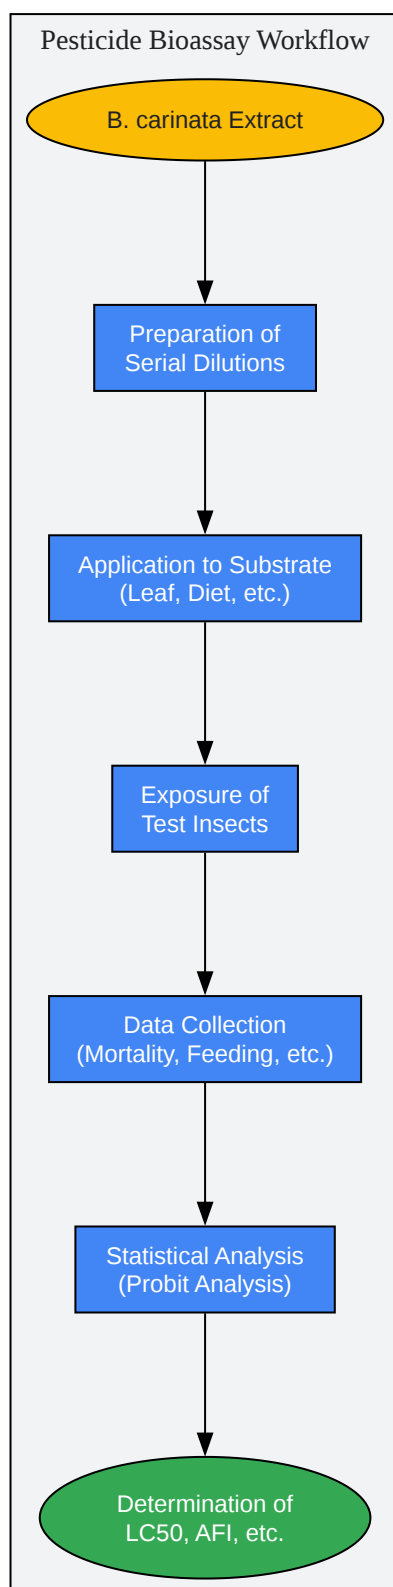 Pesticide Bioassay Workflow
B. carinata Extract
Preparation of
Serial Dilutions
Application to Substrate
(Leaf, Diet, etc.)
Exposure of
Test Insects
Data Collection
(Mortality, Feeding, etc.)
Statistical Analysis
(Probit Analysis)
Determination of
LC50, AFI, etc.